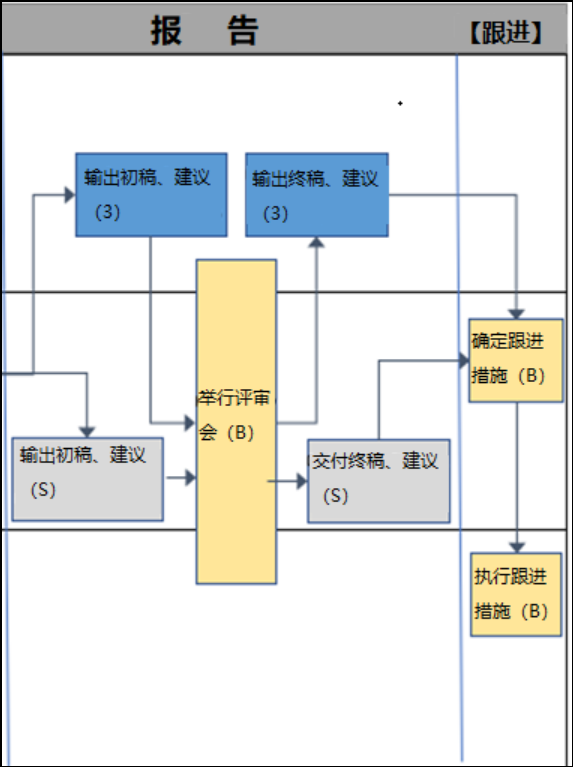 报 告
【跟进】
输出初稿、建议
（3）
输出终稿、建议
（3）
确定跟进
措施（B）
举行评审
会（B）
输出初稿、建议
（S）
交付终稿、建议
（S）
执行跟进
措施（B）